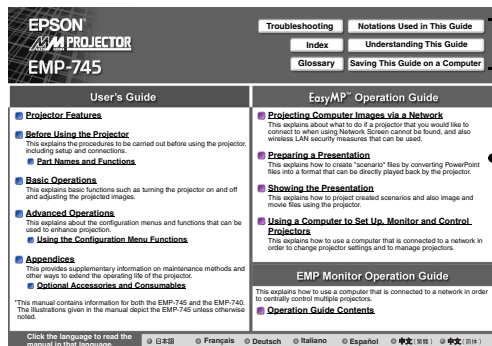 EPSON
MM PROJECTOR
EMP-745
Troubleshooting
Notations Used in This Guide
Index
Understanding This Guide
Glossary
Saving This Guide on a Computer
User's Guide
Projector Features
Before Using the Projector
This explains the procedures to be carried out before using the projector,
including setup and connections.
Part Names and Functions
Basic Operations
This explains basic functions such as turning the projector on and off
and adjusting the projected images.
Advanced Operations
This explains about the configuration menus and functions that can be
used to enhance projection.
Using the Configuration Menu Functions
Appendices
This provides supplementary information on maintenance methods and
other ways to extend the operating life of the projector.
Optional Accessories and Consumables
*This manual contains information for both the EMP-745 and the EMP-740.
The illustrations given in the manual depict the EMP-745 unless otherwise
noted.
EasyMP™ Operation Guide
Projecting Computer Images via a Network
This explains about what to do if a projector that you would like to
connect to when using Network Screen cannot be found, and also
wireless LAN security measures that can be used.
Preparing a Presentation
This explains how to create "scenario" files by converting PowerPoint
files into a format that can be directly played back by the projector.
Showing the Presentation
This explains how to project created scenarios and also image and
movie files using the projector.
Using a Computer to Set Up, Monitor and Control
Projectors
This explains how to use a computer that is connected to a network in
order to change projector settings and to manage projectors.
EMP Monitor Operation Guide
This explains how to use a computer that is connected to a network in order
to centrally control multiple projectors.
Operation Guide Contents
Click the language to read the
manual in that language.
日本語
Français
Deutsch
Italiano
Español
中文(繁體)
中文(简体)